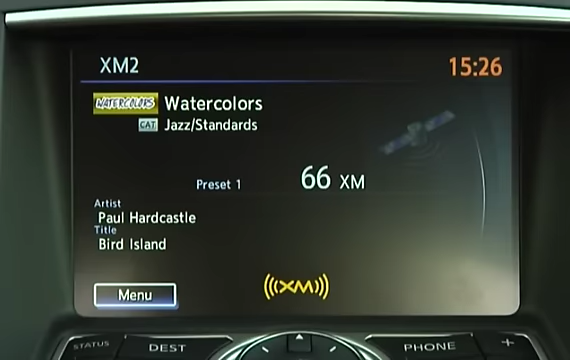 XM2
15:26
WATERCOLORS
Watercolors
CAT
Jazz/Standards
Preset 1
66 XM
Artist
Paul Hardcastle
Title
Bird Island
Menu
((XM))
STATUS
DEST
PHONE
+